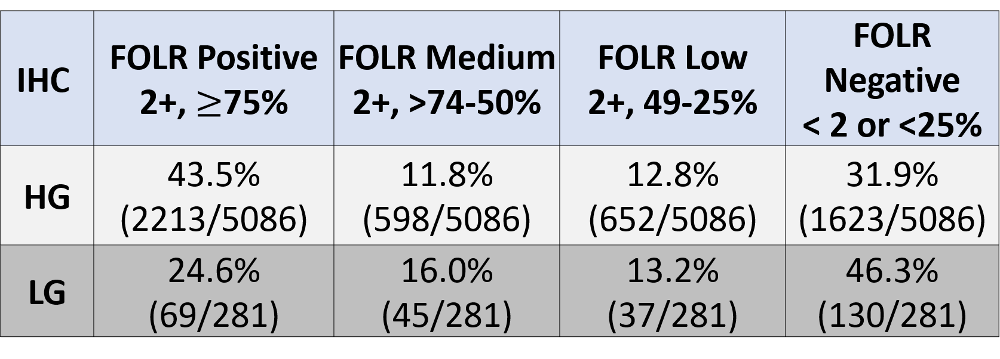 IHC
FOLR Positive
2+, ≥75%
FOLR Medium
2+, >74-50%
FOLR Low
2+, 49-25%
FOLR
Negative
< 2 or <25%
HG
43.5%
(2213/5086)
11.8%
(598/5086)
12.8%
(652/5086)
31.9%
(1623/5086)
LG
24.6%
(69/281)
16.0%
(45/281)
13.2%
(37/281)
46.3%
(130/281)